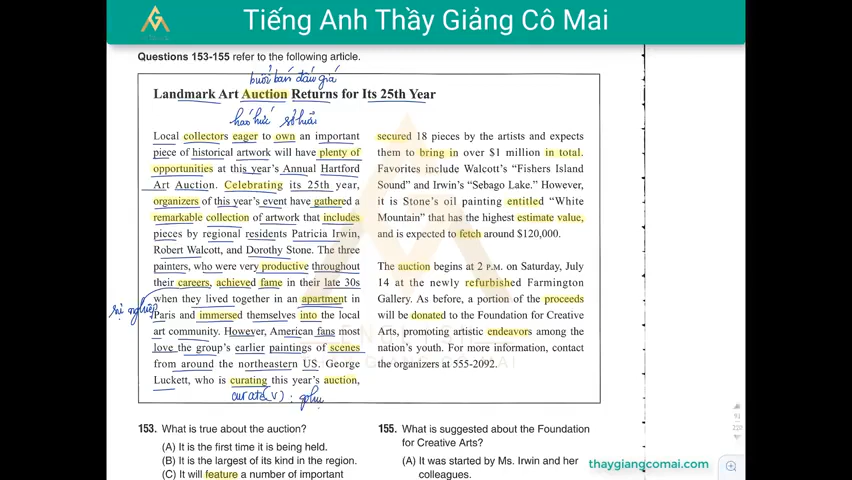 Tiếng Anh Thầy Giảng Cô Mai
Questions 153-155 refer to the following article.
buổi bán đấu giá
Landmark Art Auction Returns for Its 25th Year
háo hức sở hữu
Local collectors eager to own an important
piece of historical artwork will have plenty of
opportunities at this year's Annual Hartford
Art Auction. Celebrating its 25th year,
organizers of this year's event have gathered a
remarkable collection of artwork that includes
pieces by regional residents Patricia Irwin,
Robert Walcott, and Dorothy Stone. The three
painters, who were very productive throughout
their careers, achieved fame in their late 30s
when they lived together in an apartment in
sự nghiệp
Paris and immersed themselves into the local
art community. However, American fans most
love the group's earlier paintings of scenes
from around the northeastern US. George
Luckett, who is curating this year's auction,
curate(v) : phụ
secured 18 pieces by the artists and expects
them to bring in over $1 million in total.
Favorites include Walcott's "Fishers Island
Sound" and Irwin's "Sebago Lake." However,
it is Stone's oil painting entitled "White
Mountain" that has the highest estimate value,
and is expected to fetch around $120,000.
The auction begins at 2 P.M. on Saturday, July
14 at the newly refurbished Farmington
Gallery. As before, a portion of the proceeds
will be donated to the Foundation for Creative
Arts, promoting artistic endeavors among the
nation's youth. For more information, contact
the organizers at 555-2092.
153. What is true about the auction?
(A) It is the first time it is being held.
(B) It is the largest of its kind in the region.
(C) It will feature a number of important
155. What is suggested about the Foundation
for Creative Arts?
(A) It was started by Ms. Irwin and her
colleagues.
thaygiangcomai.com